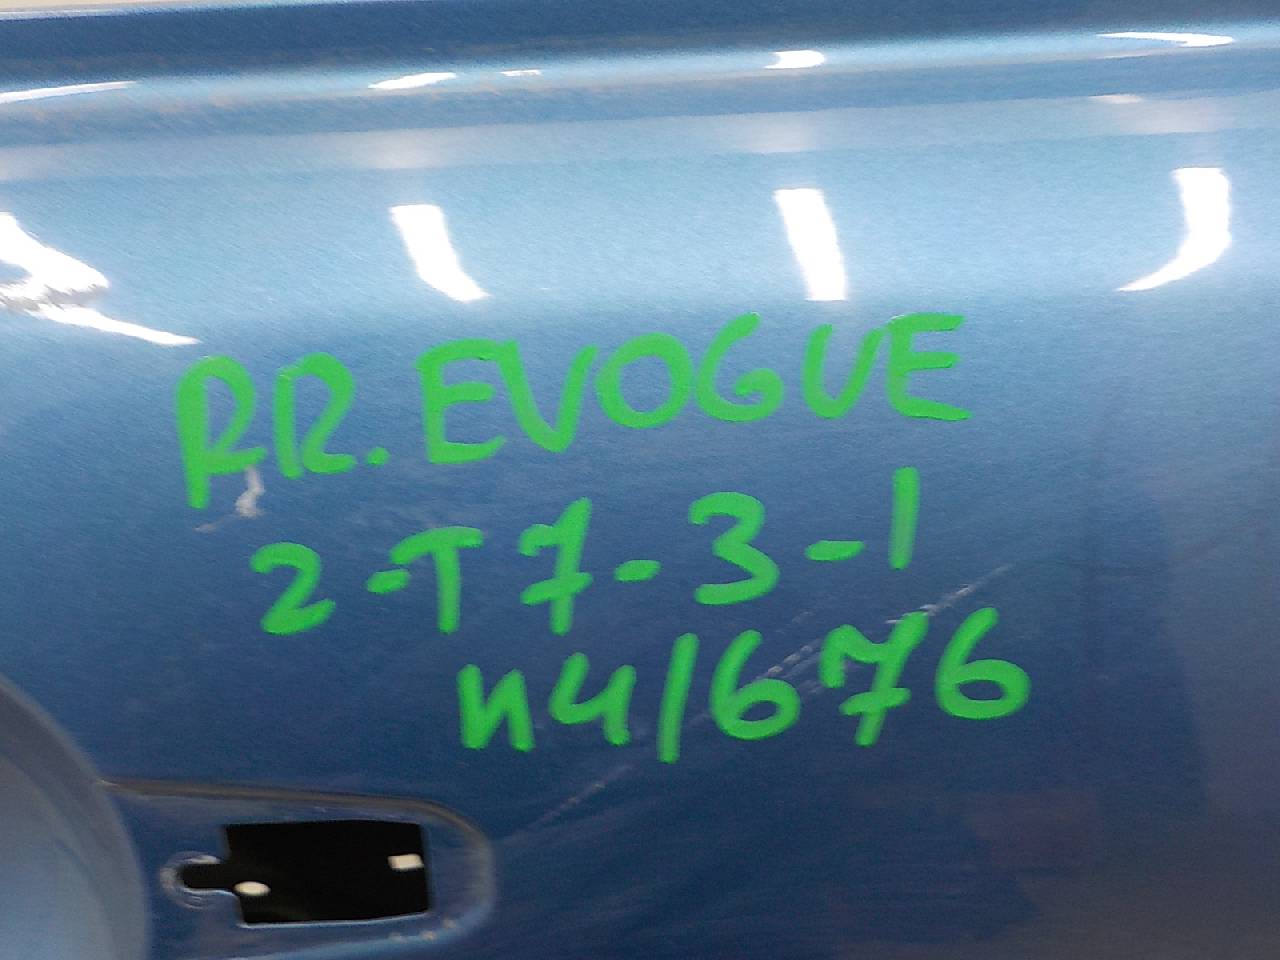 RR. EVOGUE
2-T7-3-1
n4/676